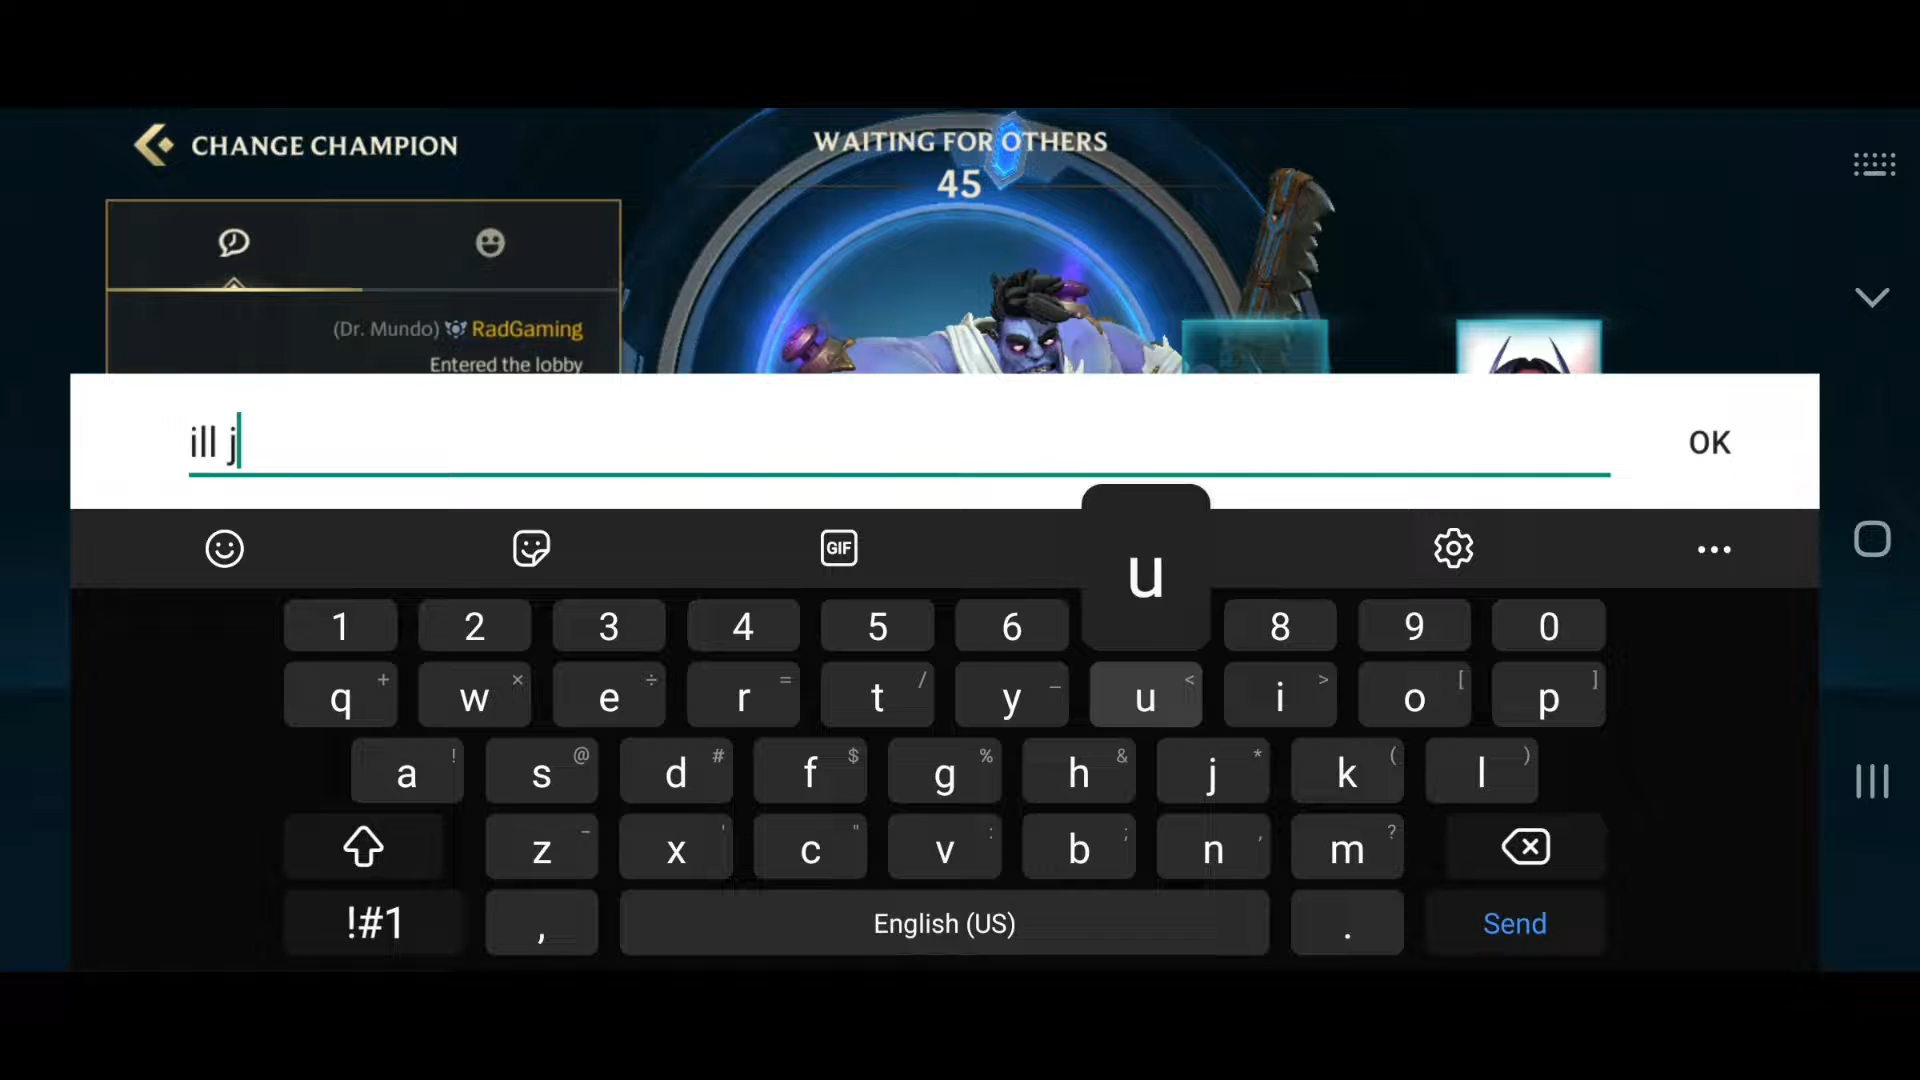 CHANGE CHAMPION
WAITING FOR OTHERS
45
(Dr. Mundo) RadGaming
Entered the lobby
ill j
OK
GIF
u
1 2 3 4 5 6 8 9 0
q + w × e ÷ r = t / y _ u < i > o [ p ]
a ! s @ d # f $ g % h & j * k ( l )
z - x ' c " v : b ; n , m ?
!#1 , English (US) . Send